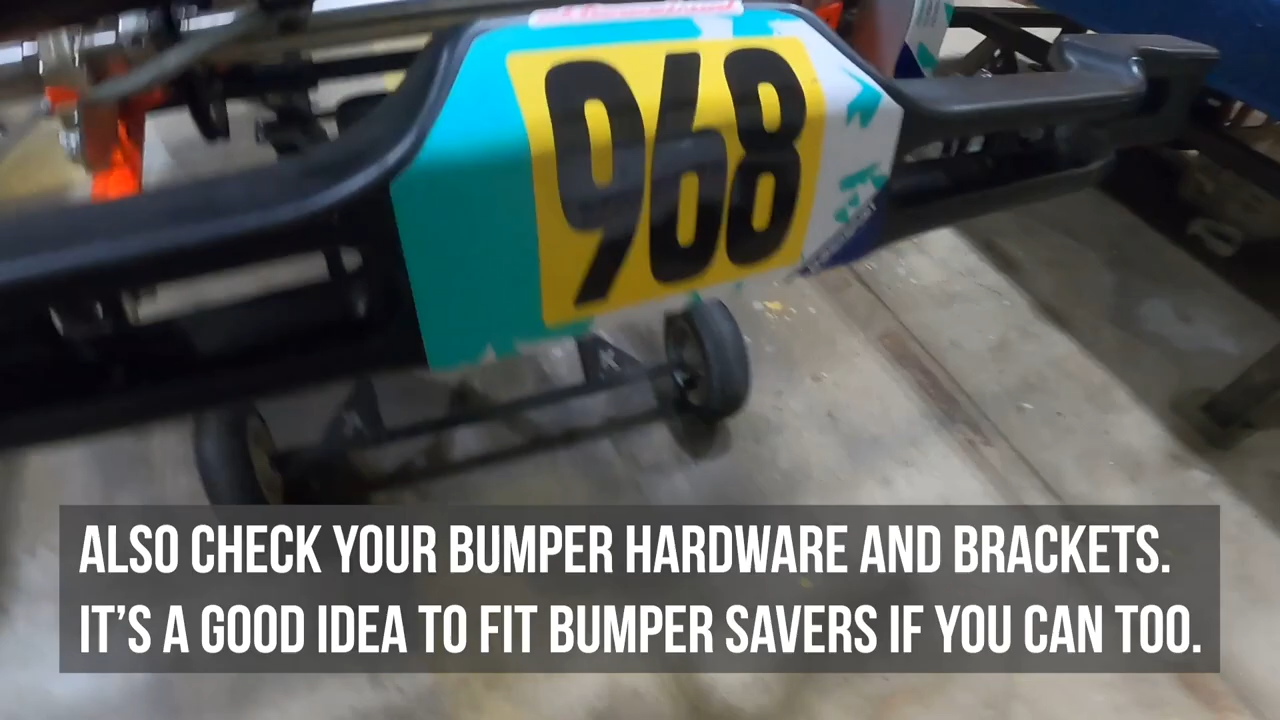 968
ALSO CHECK YOUR BUMPER HARDWARE AND BRACKETS.
IT'S A GOOD IDEA TO FIT BUMPER SAVERS IF YOU CAN TOO.